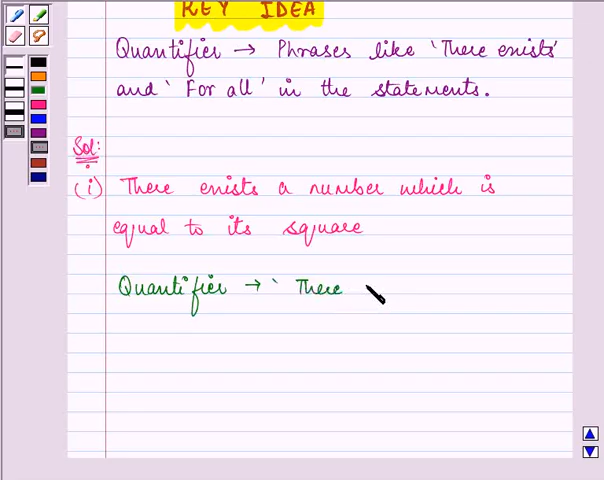 KEY IDEA
Quantifier → Phrases like 'There exists'
and 'For all' in the statements.
Sol:
(i) There exists a number which is
equal to its square
Quantifier → ' There